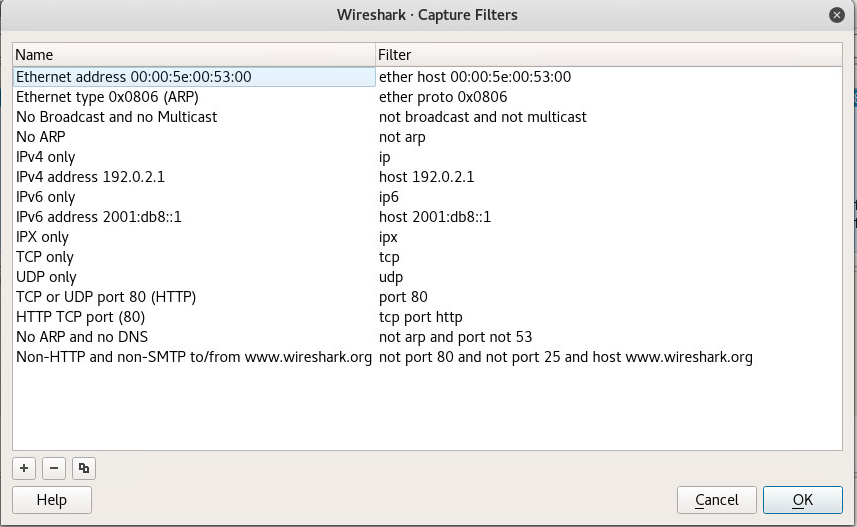 Wireshark · Capture Filters
Name Filter
Ethernet address 00:00:5e:00:53:00 ether host 00:00:5e:00:53:00
Ethernet type 0x0806 (ARP) ether proto 0x0806
No Broadcast and no Multicast not broadcast and not multicast
No ARP not arp
IPv4 only ip
IPv4 address 192.0.2.1 host 192.0.2.1
IPv6 only ip6
IPv6 address 2001:db8::1 host 2001:db8::1
IPX only ipx
TCP only tcp
UDP only udp
TCP or UDP port 80 (HTTP) port 80
HTTP TCP port (80) tcp port http
No ARP and no DNS not arp and port not 53
Non-HTTP and non-SMTP to/from www.wireshark.org not port 80 and not port 25 and host www.wireshark.org
Help Cancel OK